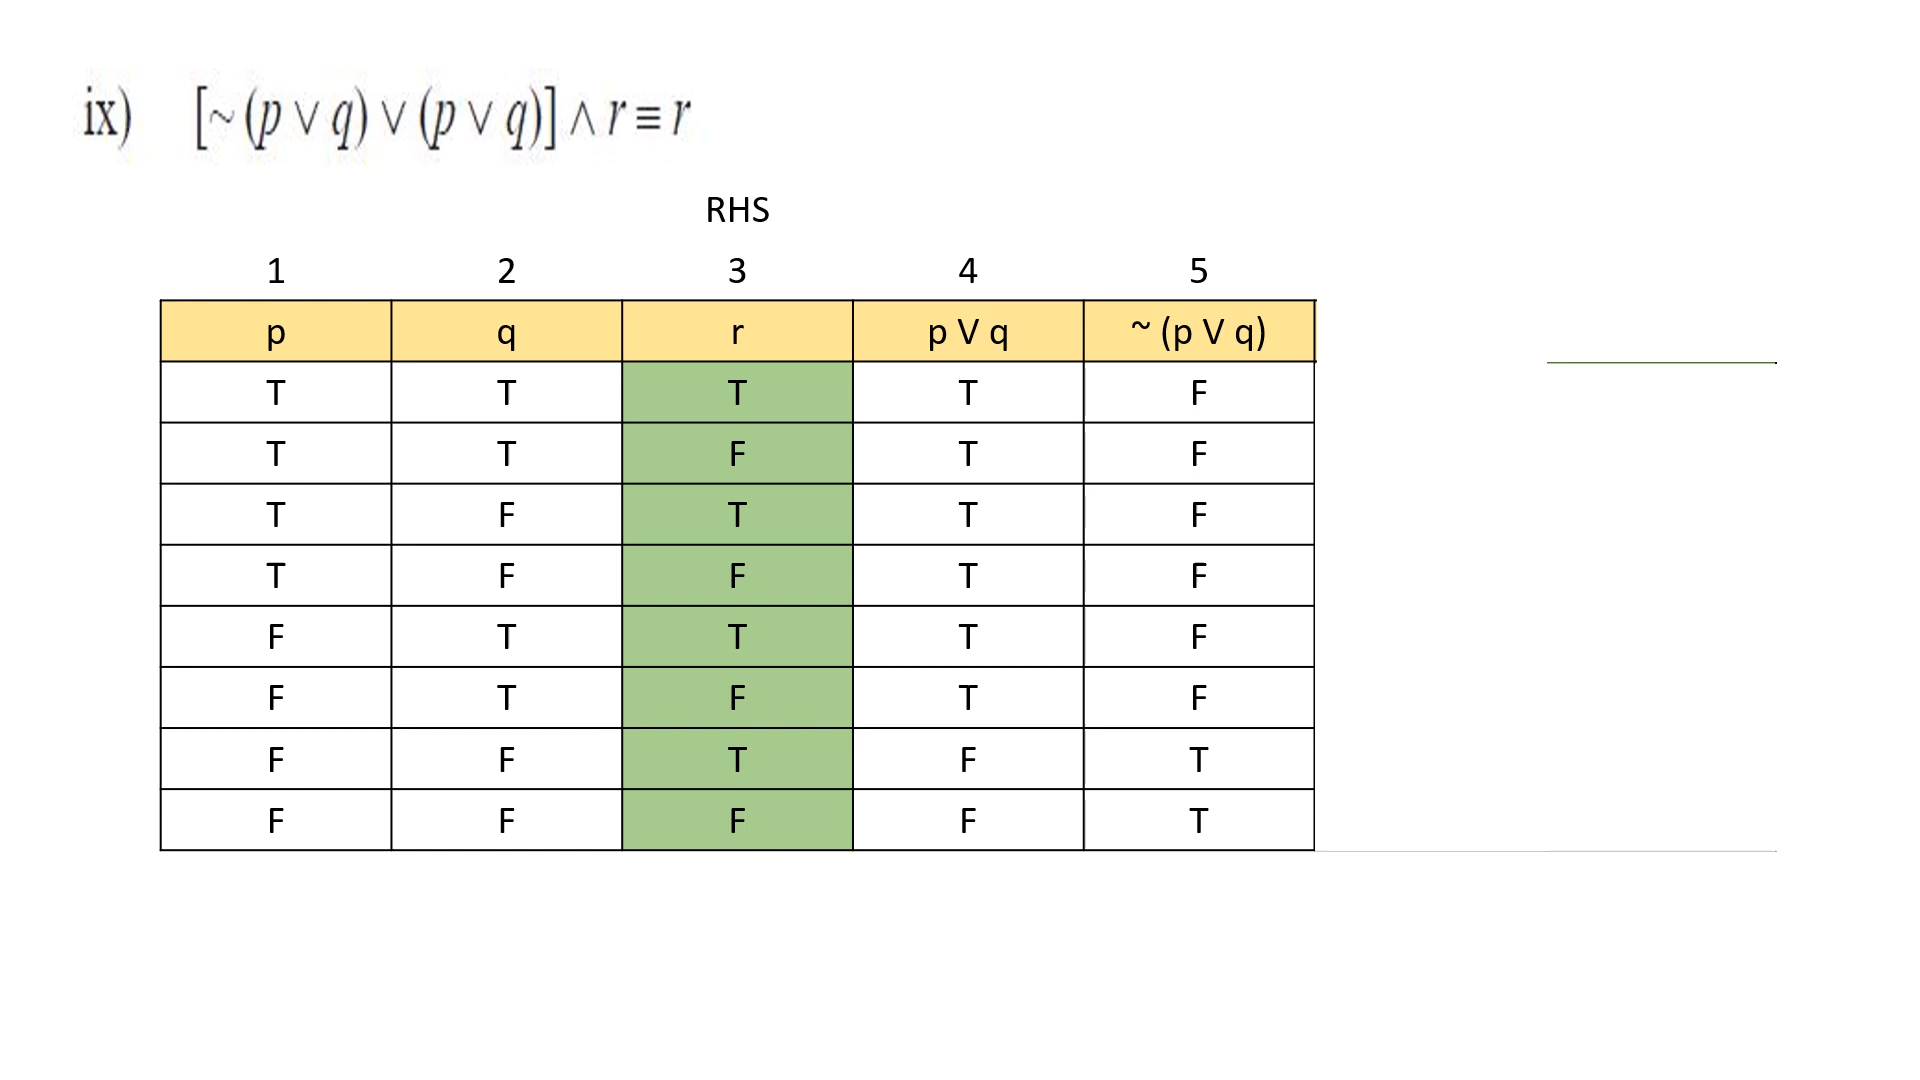 ix) [~(p ∨ q) ∨ (p ∨ q)] ∧ r ≡ r
RHS
1 2 3 4 5
p q r p V q ~ (p V q)
T T T T F
T T F T F
T F T T F
T F F T F
F T T T F
F T F T F
F F T F T
F F F F T